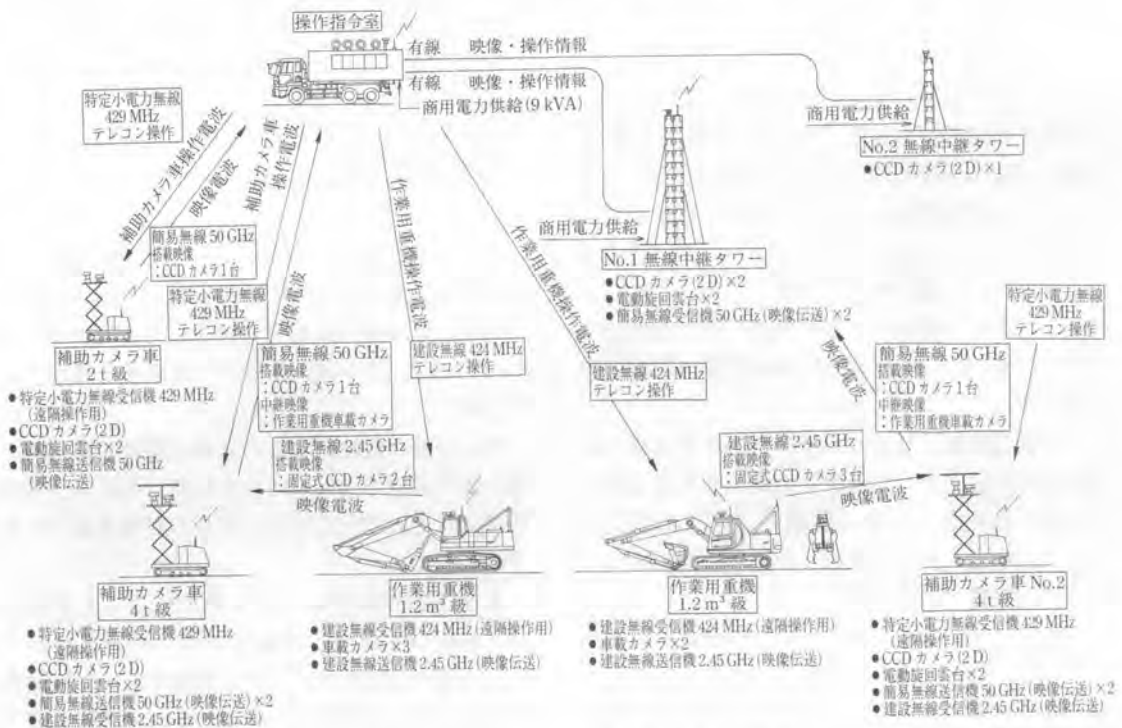 操作指令室
有線 映像・操作情報
有線 映像・操作情報
商用電力供給(9 kVA)
特定小電力無線
429 MHz
テレコン操作
補助カメラ車操作電波
映像電波
補助カメラ車
操作電波
映像電波
作業用重機操作電波
作業用重機操作電波
商用電力供給
No.2 無線中継タワー
●CCD カメラ(2 D)×1
商用電力供給
No.1 無線中継タワー
●CCD カメラ(2 D)×2
●電動旋回雲台×2
●簡易無線受信機 50 GHz(映像伝送)×2
簡易無線 50 GHz
搭載映像
:CCD カメラ1台
特定小電力無線
429 MHz
テレコン操作
補助カメラ車
2 t 級
●特定小電力無線受信機 429 MHz
(遠隔操作用)
●CCD カメラ(2 D)
●電動旋回雲台×2
●簡易無線送信機 50 GHz
(映像伝送)
簡易無線 50 GHz
搭載映像
:CCD カメラ1台
中継映像
:作業用重機車載カメラ
建設無線 424 MHz
テレコン操作
建設無線 2.45 GHz
搭載映像
:固定式 CCD カメラ 2 台
映像電波
建設無線 424 MHz
テレコン操作
建設無線 2.45 GHz
搭載映像
:固定式 CCD カメラ 3 台
映像電波
映像電波
簡易無線 50 GHz
搭載映像
:CCD カメラ1台
中継映像
:作業用重機車載カメラ
特定小電力無線
429 MHz
テレコン操作
補助カメラ車
4 t 級
●特定小電力無線受信機 429 MHz
(遠隔操作用)
●CCD カメラ(2 D)
●電動旋回雲台×2
●簡易無線送信機 50 GHz(映像伝送)×2
●建設無線受信機 2.45 GHz(映像伝送)
作業用重機
1.2 m³ 級
●建設無線受信機 424 MHz(遠隔操作用)
●車載カメラ×3
●建設無線送信機 2.45 GHz(映像伝送)
作業用重機
1.2 m³ 級
●建設無線受信機 424 MHz(遠隔操作用)
●車載カメラ×2
●建設無線送信機 2.45 GHz(映像伝送)
補助カメラ車 No.2
4 t 級
●特定小電力無線受信機 429 MHz
(遠隔操作用)
●CCD カメラ(2 D)
●電動旋回雲台×2
●簡易無線送信機 50 GHz(映像伝送)×2
●建設無線受信機 2.45 GHz(映像伝送)